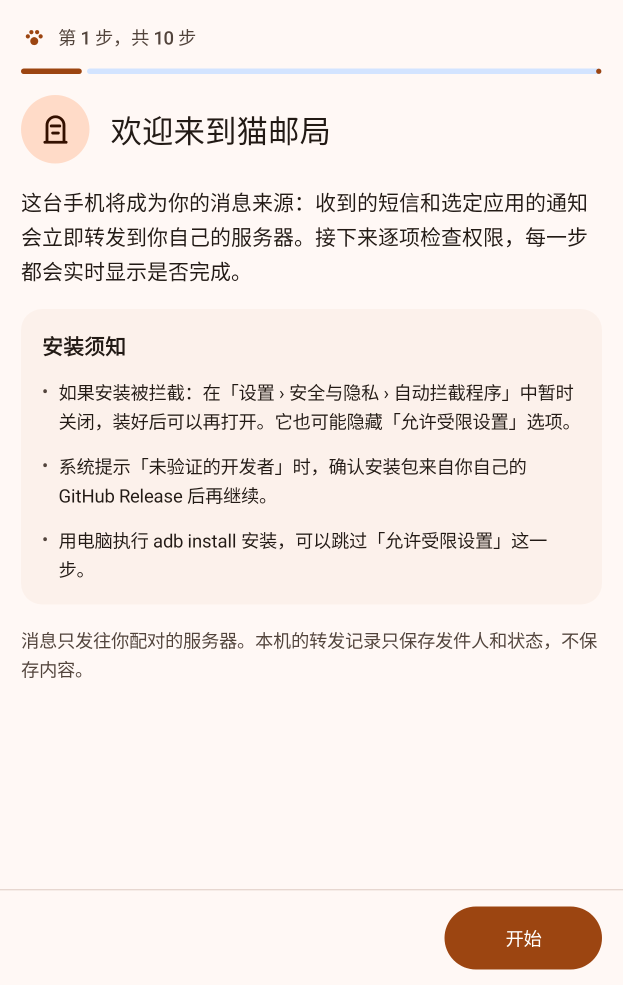 第 1 步，共 10 步
欢迎来到猫邮局
这台手机将成为你的消息来源：收到的短信和选定应用的通知
会立即转发到你自己的服务器。接下来逐项检查权限，每一步
都会实时显示是否完成。
安装须知
• 如果安装被拦截：在「设置 › 安全与隐私 › 自动拦截程序」中暂时
关闭，装好后可以再打开。它也可能隐藏「允许受限设置」选项。
• 系统提示「未验证的开发者」时，确认安装包来自你自己的
GitHub Release 后再继续。
• 用电脑执行 adb install 安装，可以跳过「允许受限设置」这一
步。
消息只发往你配对的服务器。本机的转发记录只保存发件人和状态，不保
存内容。
开始